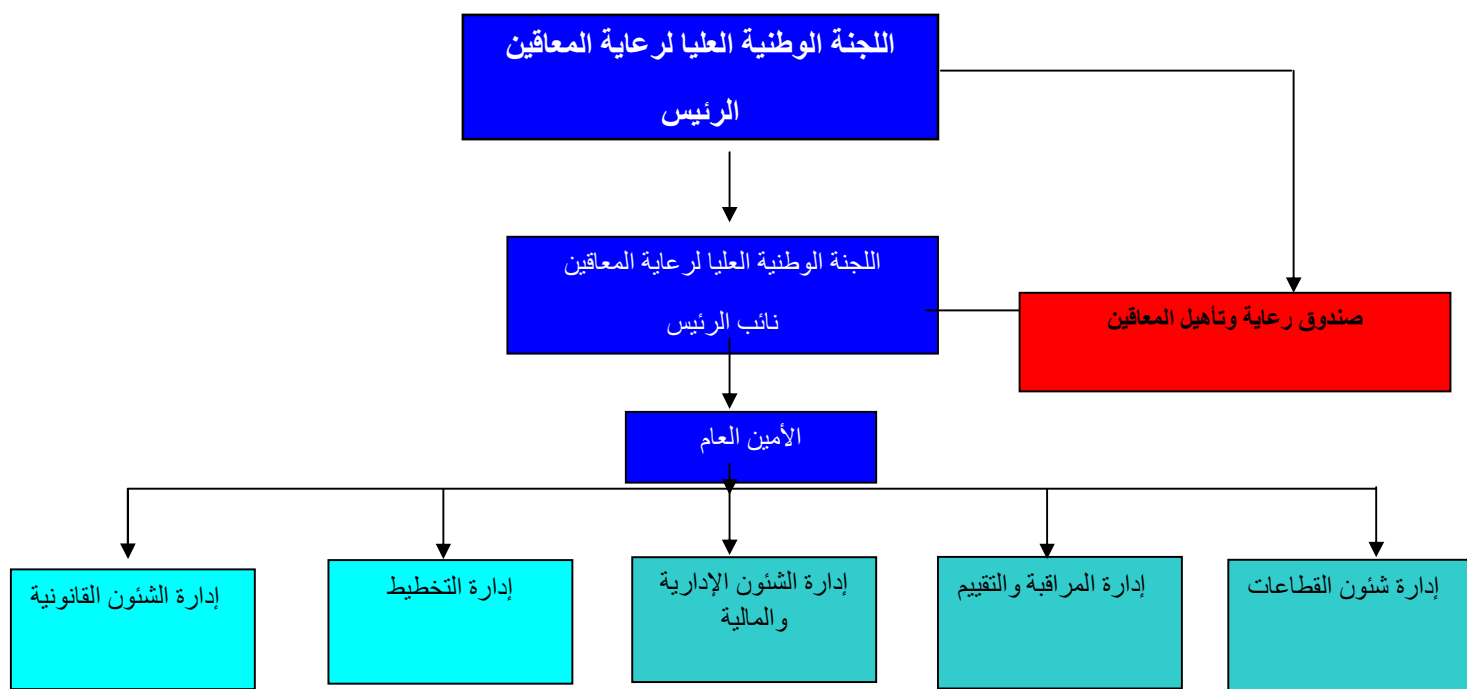 اللجنة الوطنية العليا لرعاية المعاقين
الرئيس
اللجنة الوطنية العليا لرعاية المعاقين
نائب الرئيس
صندوق رعاية وتأهيل المعاقين
الأمين العام
إدارة شئون القطاعات
إدارة المراقبة والتقييم
إدارة الشئون الإدارية
والمالية
إدارة التخطيط
إدارة الشئون القانونية